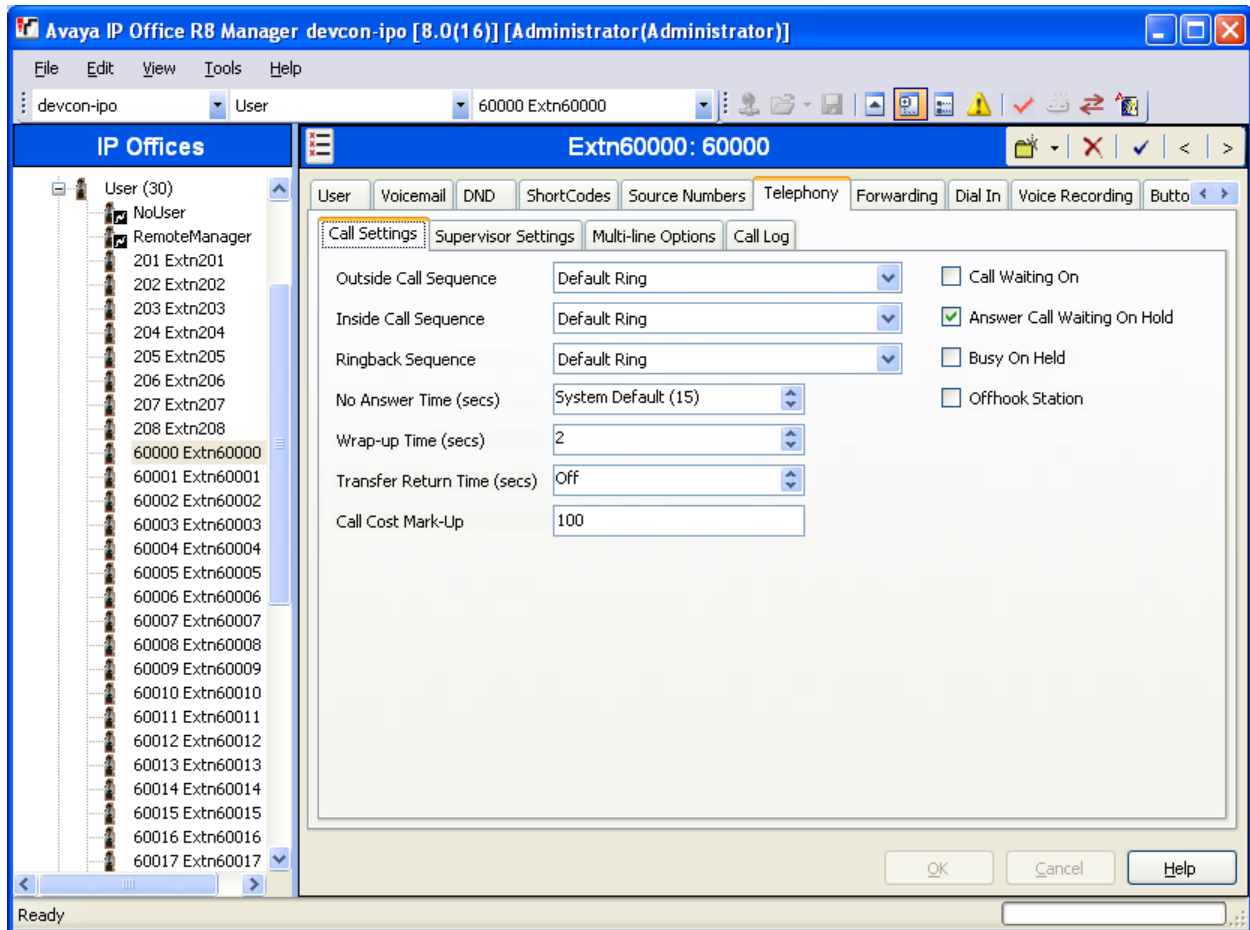 Avaya IP Office R8 Manager devcon-ipo [8.0(16)] [Administrator(Administrator)]
File Edit View Tools Help
devcon-ipo User 60000 Extn60000
IP Offices
Extn60000: 60000
User (30)
NoUser
RemoteManager
201 Extn201
202 Extn202
203 Extn203
204 Extn204
205 Extn205
206 Extn206
207 Extn207
208 Extn208
60000 Extn60000
60001 Extn60001
60002 Extn60002
60003 Extn60003
60004 Extn60004
60005 Extn60005
60006 Extn60006
60007 Extn60007
60008 Extn60008
60009 Extn60009
60010 Extn60010
60011 Extn60011
60012 Extn60012
60013 Extn60013
60014 Extn60014
60015 Extn60015
60016 Extn60016
60017 Extn60017
User Voicemail DND ShortCodes Source Numbers Telephony Forwarding Dial In Voice Recording Butto
Call Settings Supervisor Settings Multi-line Options Call Log
Outside Call Sequence Default Ring
Inside Call Sequence Default Ring
Ringback Sequence Default Ring
No Answer Time (secs) System Default (15)
Wrap-up Time (secs) 2
Transfer Return Time (secs) Off
Call Cost Mark-Up 100
Call Waiting On
Answer Call Waiting On Hold
Busy On Held
Offhook Station
OK Cancel Help
Ready